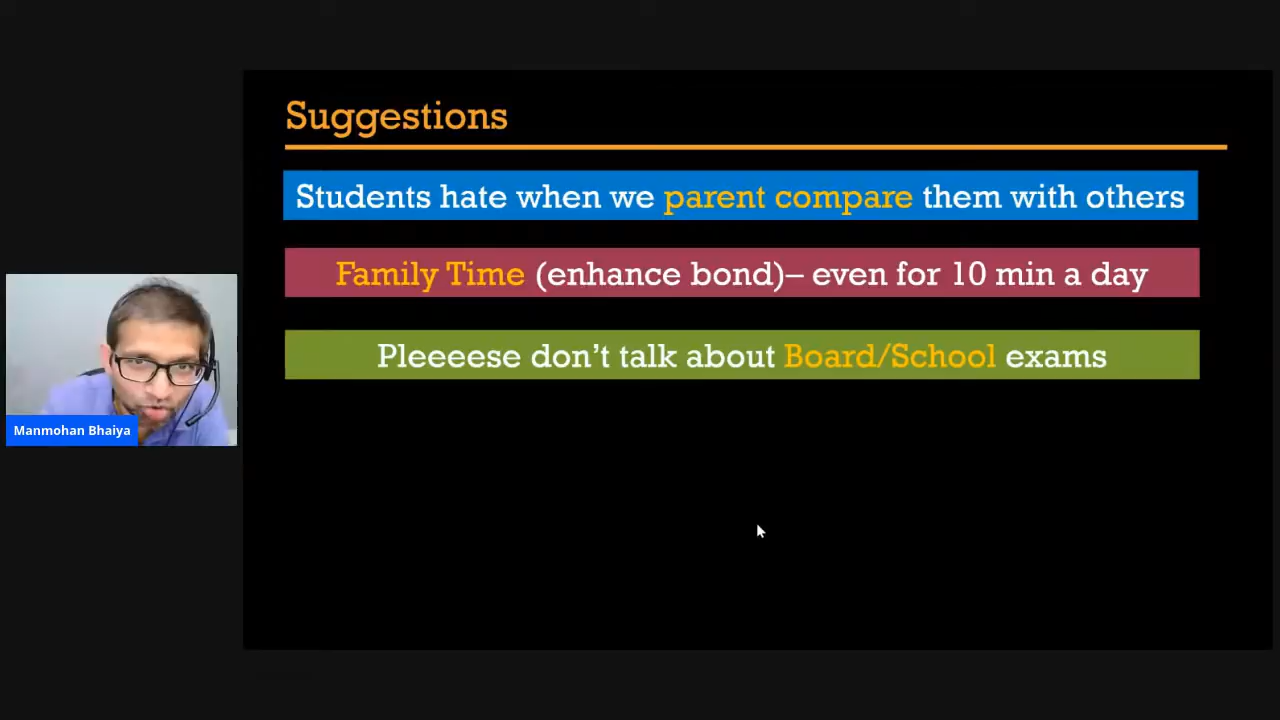 Suggestions
Students hate when we parent compare them with others
Family Time (enhance bond)– even for 10 min a day
Pleeeese don’t talk about Board/School exams
Manmohan Bhaiya